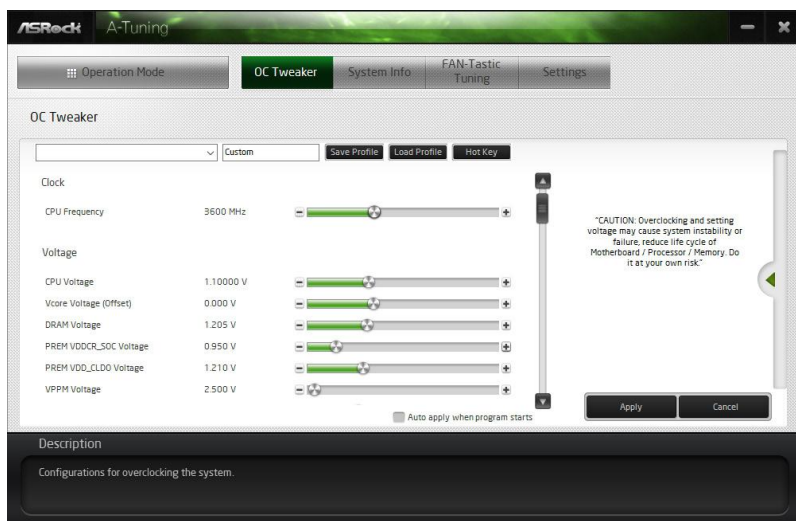 ASRock A-Tuning
Operation Mode
OC Tweaker
System Info
FAN-Tastic
Tuning
Settings
OC Tweaker
Custom
Save Profile
Load Profile
Hot Key
Clock
CPU Frequency 3600 MHz
Voltage
CPU Voltage 1.10000 V
Vcore Voltage (Offset) 0.000 V
DRAM Voltage 1.205 V
PREM VDDCR_SOC Voltage 0.950 V
PREM VDD_CLDO Voltage 1.210 V
VPPM Voltage 2.500 V
Auto apply when program starts
"CAUTION: Overclocking and setting
voltage may cause system instability or
failure, reduce life cycle of
Motherboard / Processor / Memory. Do
it at your own risk."
Apply
Cancel
Description
Configurations for overclocking the system.